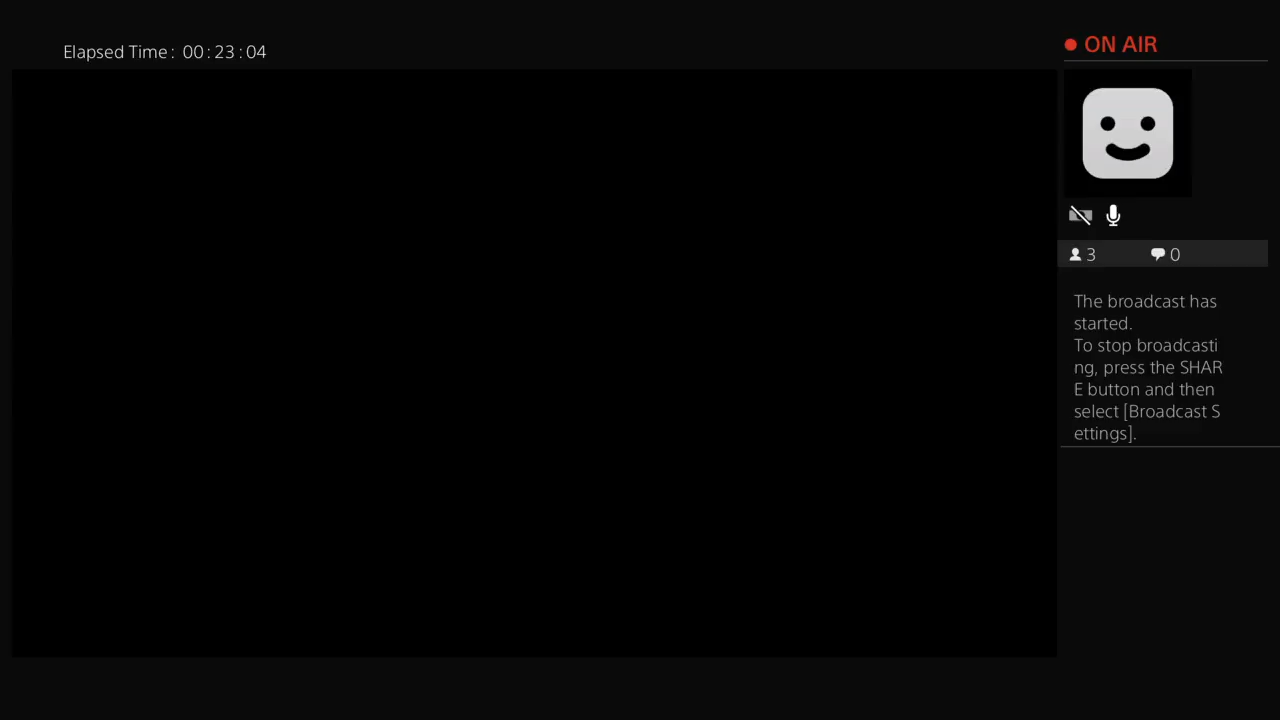 Elapsed Time: 00:23:04
ON AIR
3
0
The broadcast has
started.
To stop broadcasti
ng, press the SHAR
E button and then
select [Broadcast S
ettings].